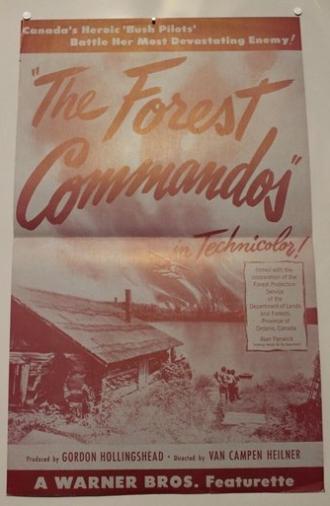 Canada's Heroic 'Bush Pilots'
Battle Her Most Devastating Enemy!
"The Forest
Commandos"
in Technicolor!
Filmed with the
cooperation of the
Forest Protection
Service
of the
Department of Lands
and Forests,
Province of
Ontario, Canada
Produced by GORDON HOLLINGSHEAD • Directed by VAN CAMPEN HEILNER
A WARNER BROS. Featurette